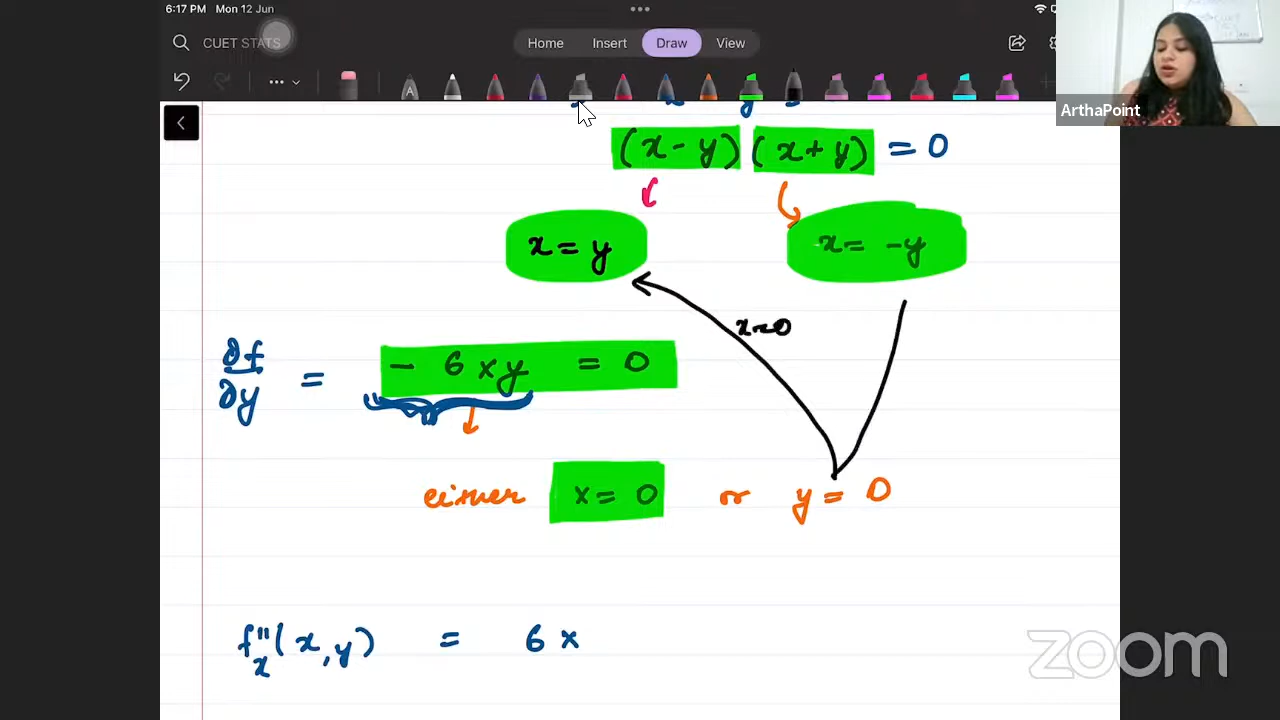 6:17 PM Mon 12 Jun
CUET STATS
Home Insert Draw View
A
ArthaPoint
(x - y) (x + y) = 0
x = y
x = -y
x = 0
∂f/∂y = - 6xy = 0
either x = 0 or y = 0
f''x(x, y) = 6x
zoom